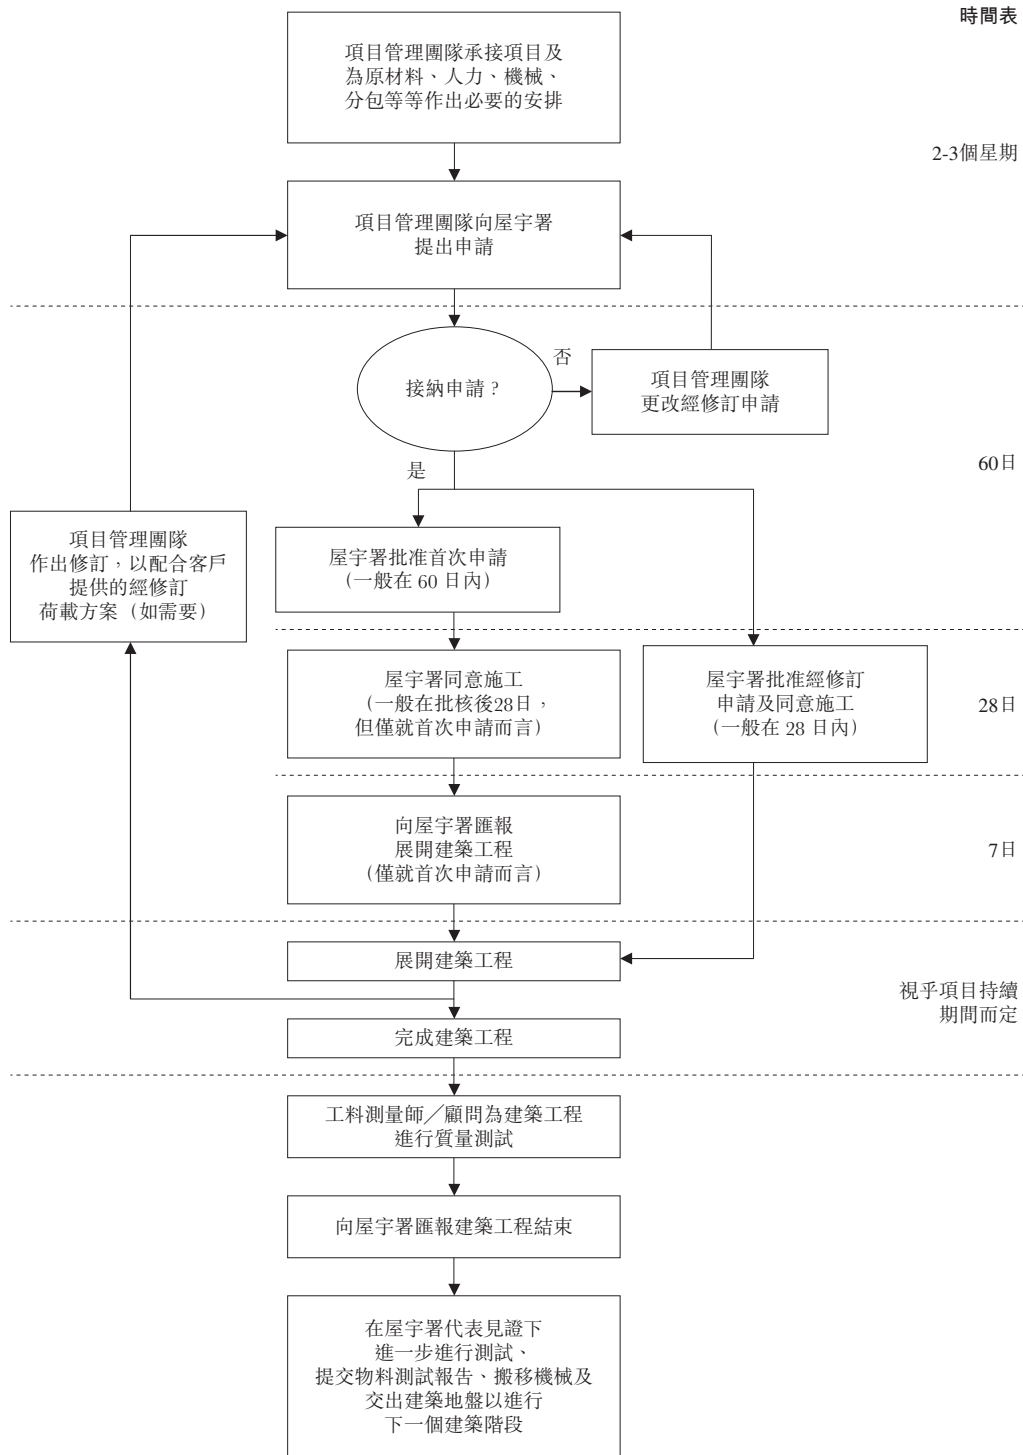 時間表
項目管理團隊承接項目及
為原材料、人力、機械、
分包等等作出必要的安排
2-3個星期
項目管理團隊向屋宇署
提出申請
接納申請？
否
項目管理團隊
更改經修訂申請
是
60日
項目管理團隊
作出修訂，以配合客戶
提供的經修訂
荷載方案（如需要）
屋宇署批准首次申請
（一般在 60 日內）
屋宇署同意施工
（一般在批核後28日，
但僅就首次申請而言）
屋宇署批准經修訂
申請及同意施工
（一般在 28 日內）
28日
向屋宇署匯報
展開建築工程
（僅就首次申請而言）
7日
展開建築工程
視乎項目持續
期間而定
完成建築工程
工料測量師／顧問為建築工程
進行質量測試
向屋宇署匯報建築工程結束
在屋宇署代表見證下
進一步進行測試、
提交物料測試報告、搬移機械及
交出建築地盤以進行
下一個建築階段